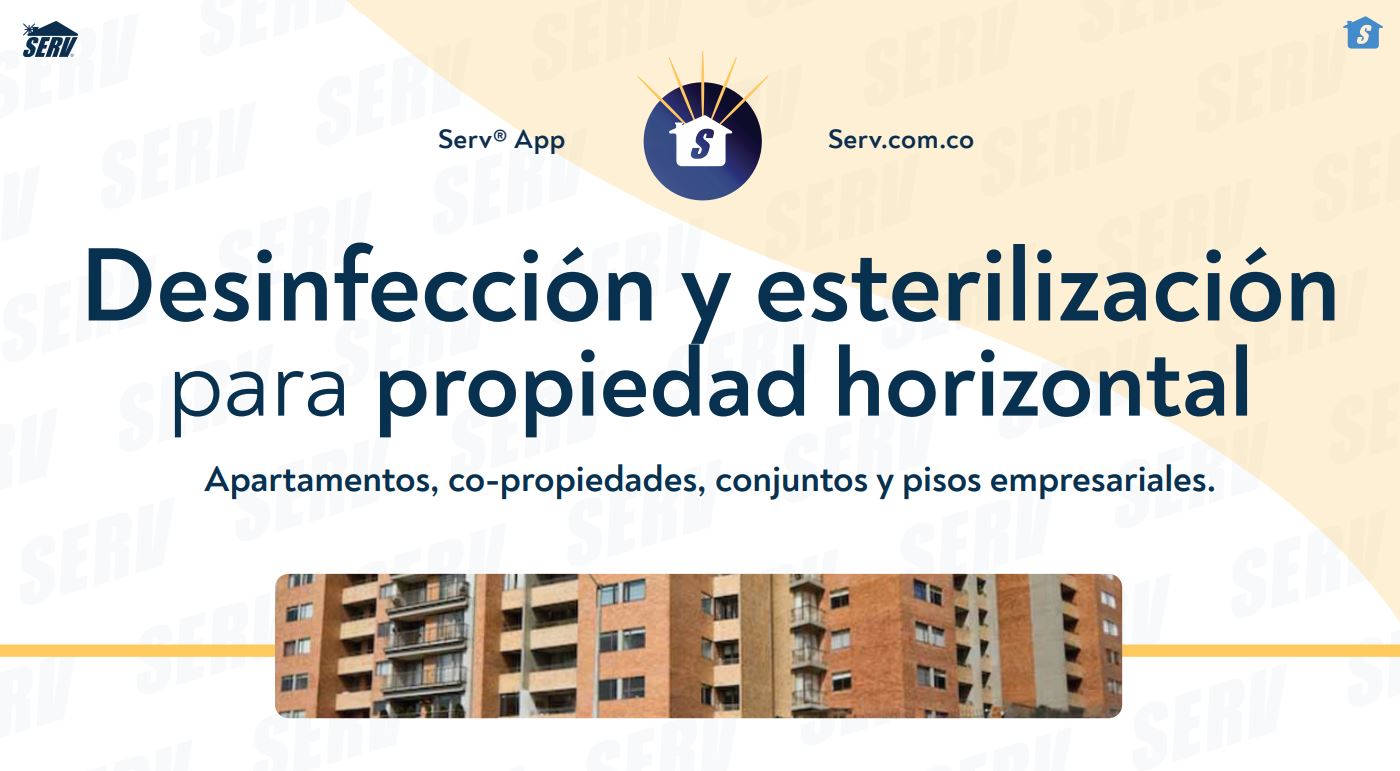 SERV
S
Serv® App
S
Serv.com.co
Desinfección y esterilización
para propiedad horizontal
Apartamentos, co-propiedades, conjuntos y pisos empresariales.